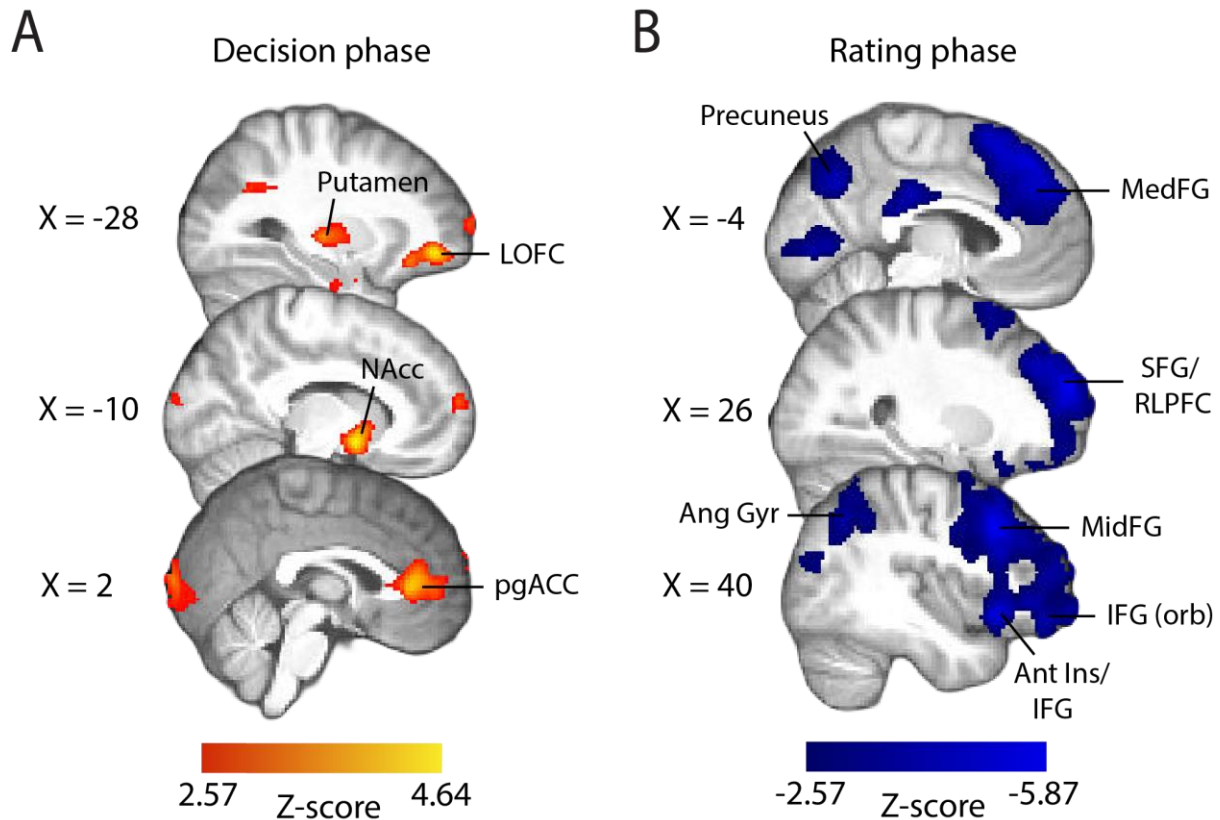 A
Decision phase
X = -28
Putamen
LOFC
X = -10
NAcc
X = 2
pgACC
2.57
4.64
Z-score
B
Rating phase
Precuneus
X = -4
MedFG
X = 26
SFG/
RLPFC
Ang Gyr
MidFG
X = 40
IFG (orb)
Ant Ins/
IFG
-2.57
-5.87
Z-score